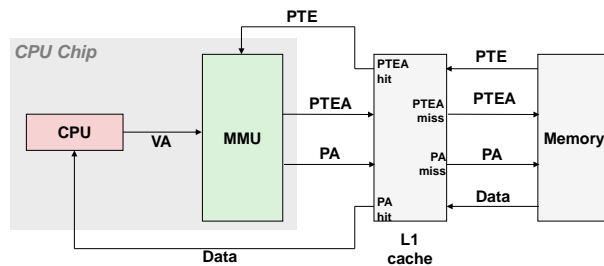 PTE
CPU Chip
PTEA
hit
PTE
CPU
VA
MMU
PTEA
PTEA
miss
PTEA
Memory
PA
PA
miss
PA
PA
hit
Data
Data
L1
cache